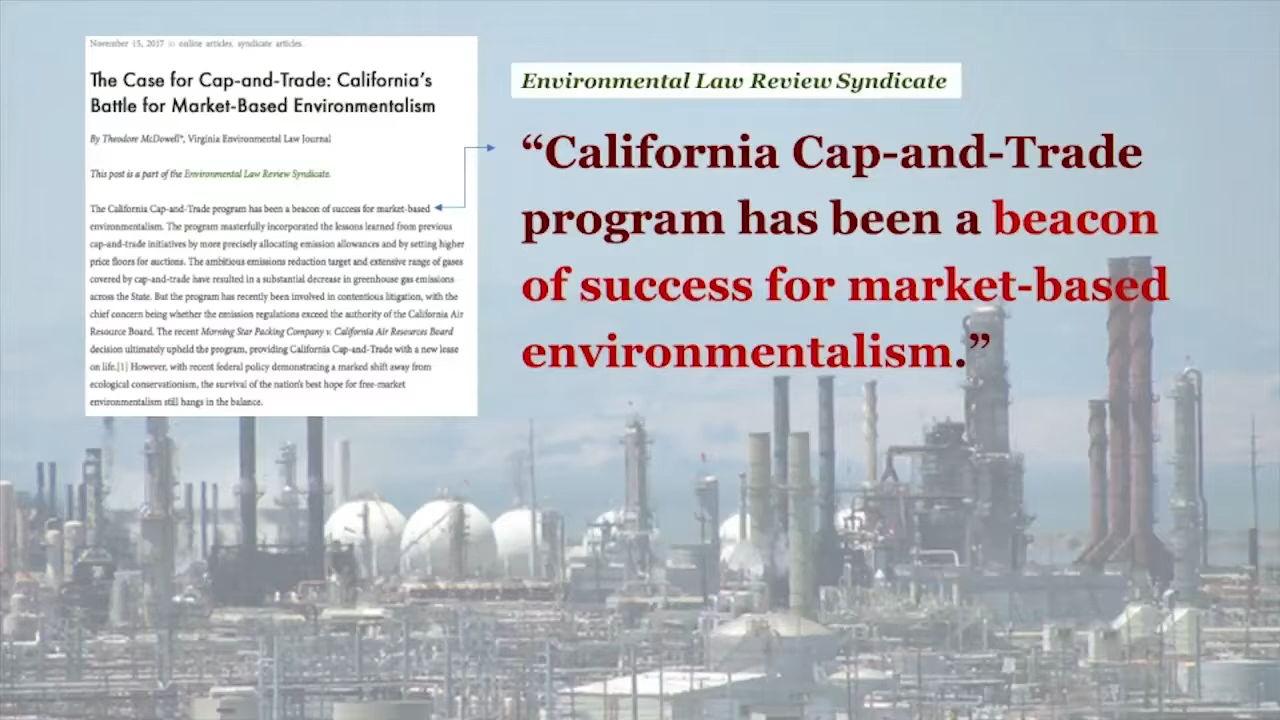 November 15, 2017 in online articles, syndicate articles.
The Case for Cap-and-Trade: California's
Battle for Market-Based Environmentalism
By Theodore McDowell*, Virginia Environmental Law Journal
This post is a part of the Environmental Law Review Syndicate.
The California Cap-and-Trade program has been a beacon of success for market-based
environmentalism. The program masterfully incorporated the lessons learned from previous
cap-and-trade initiatives by more precisely allocating emission allowances and by setting higher
price floors for auctions. The ambitious emissions reduction target and extensive range of gases
covered by cap-and-trade have resulted in a substantial decrease in greenhouse gas emissions
across the State. But the program has recently been involved in contentious litigation, with the
chief concern being whether the emission regulations exceed the authority of the California Air
Resource Board. The recent Morning Star Packing Company v. California Air Resources Board
decision ultimately upheld the program, providing California Cap-and-Trade with a new lease
on life.[1] However, with recent federal policy demonstrating a marked shift away from
ecological conservationism, the survival of the nation's best hope for free-market
environmentalism still hangs in the balance.
Environmental Law Review Syndicate
“California Cap-and-Trade
program has been a beacon
of success for market-based
environmentalism.”